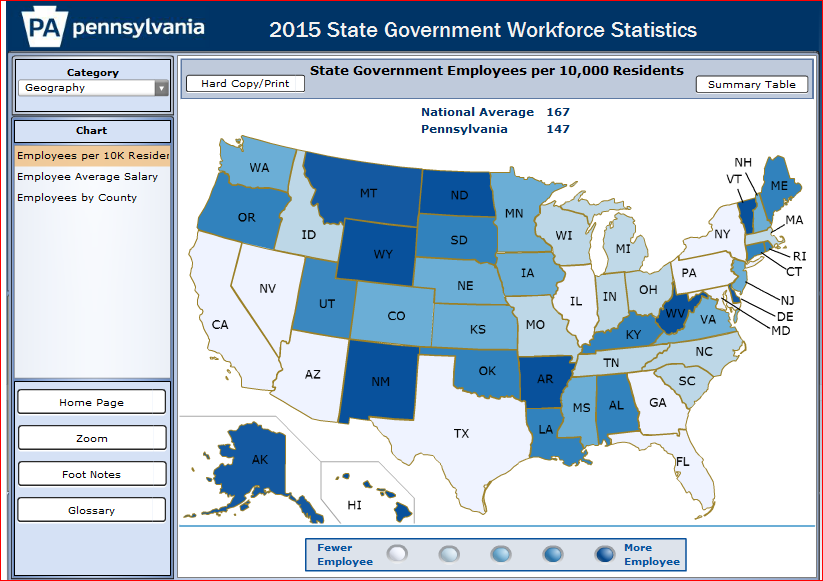 PA pennsylvania
2015 State Government Workforce Statistics
Category
Geography
Chart
Employees per 10K Resider
Employee Average Salary
Employees by County
Home Page
Zoom
Foot Notes
Glossary
Hard Copy/Print
State Government Employees per 10,000 Residents
Summary Table
National Average 167
Pennsylvania 147
WA
MT
ND
MN
OR
ID
WY
SD
WI
MI
NY
VT
NH
ME
MA
RI
CT
NJ
DE
MD
NV
UT
CO
NE
IA
IL
IN
OH
PA
CA
KS
MO
KY
WV
VA
AZ
NM
OK
AR
TN
NC
SC
TX
LA
MS
AL
GA
FL
AK
HI
Fewer
Employee
More
Employee